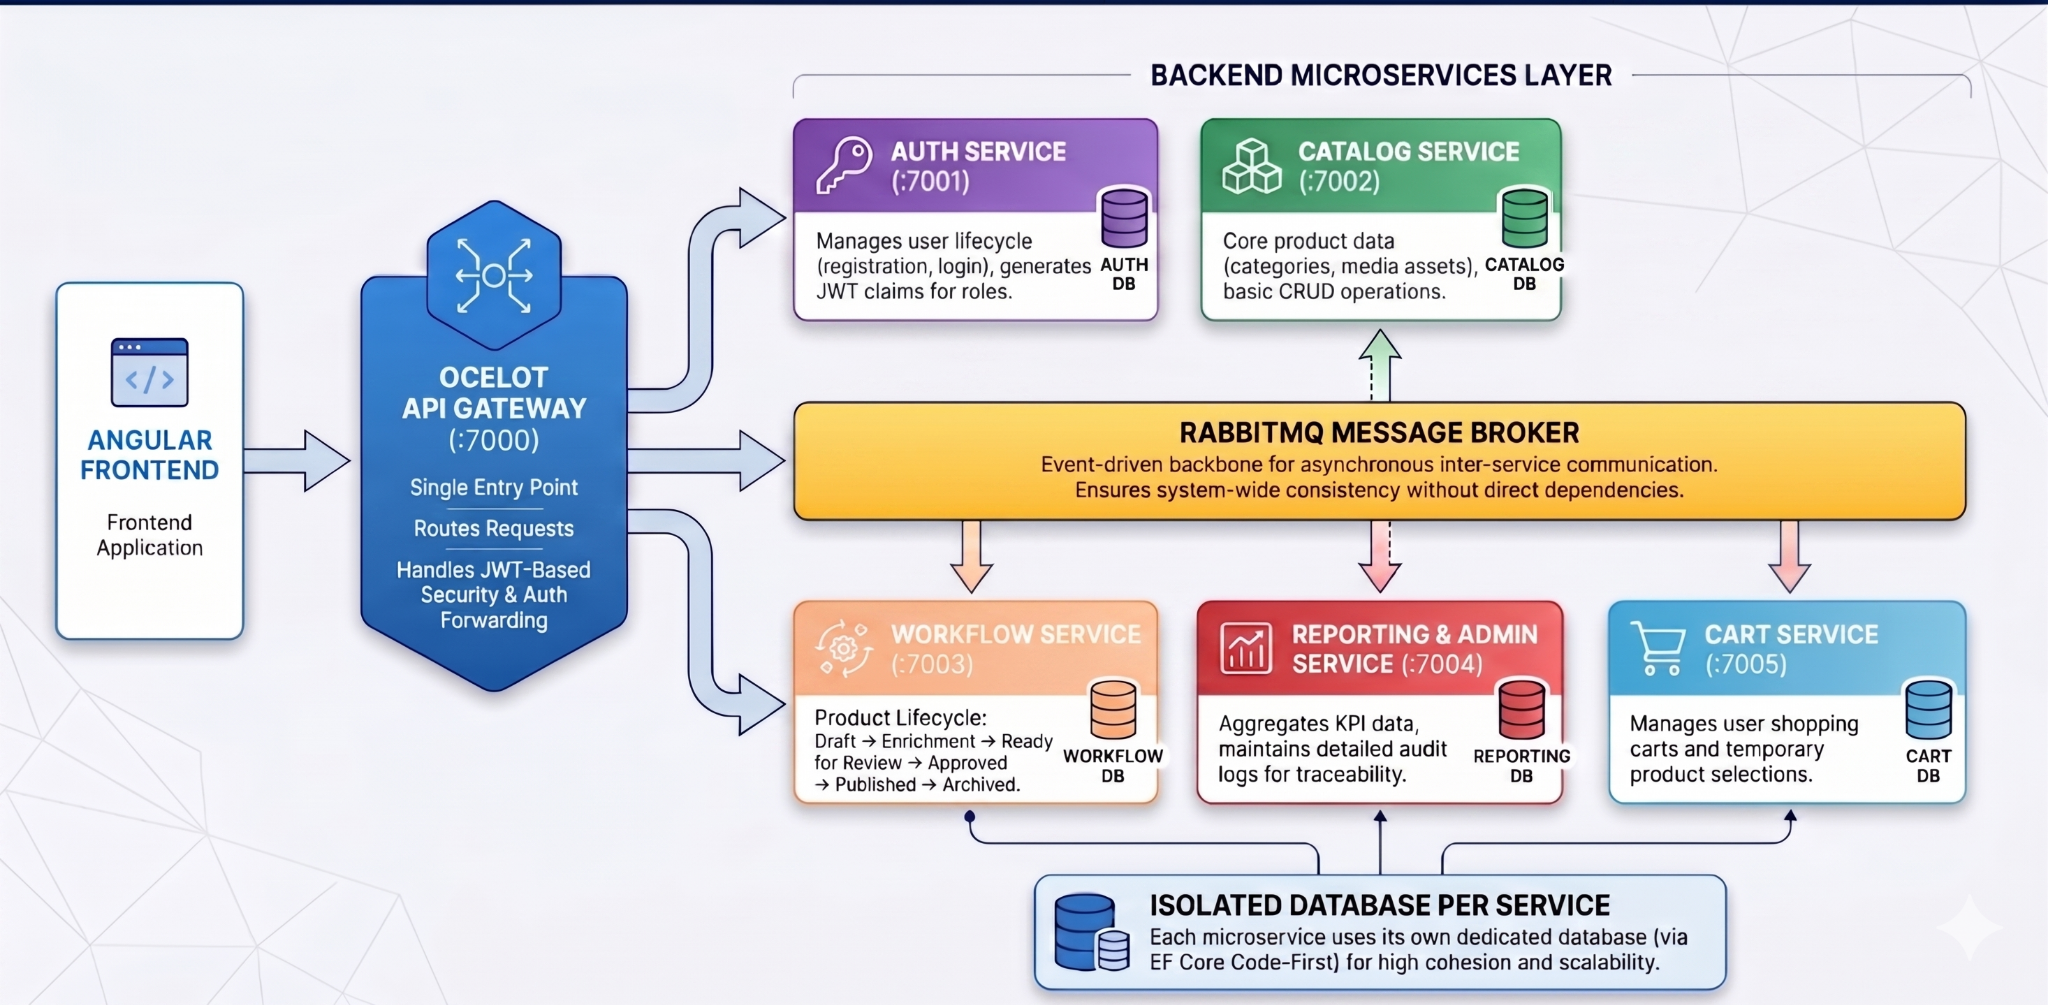 BACKEND MICROSERVICES LAYER
ANGULAR
FRONTEND
Frontend
Application
OCELOT
API GATEWAY
(:7000)
Single Entry Point
Routes Requests
Handles JWT-Based
Security & Auth
Forwarding
AUTH SERVICE
(:7001)
Manages user lifecycle
(registration, login), generates
JWT claims for roles.
AUTH
DB
CATALOG SERVICE
(:7002)
Core product data
(categories, media assets),
basic CRUD operations.
CATALOG
DB
RABBITMQ MESSAGE BROKER
Event-driven backbone for asynchronous inter-service communication.
Ensures system-wide consistency without direct dependencies.
WORKFLOW SERVICE
(:7003)
Product Lifecycle:
Draft → Enrichment → Ready
for Review → Approved
→ Published → Archived.
WORKFLOW
DB
REPORTING & ADMIN
SERVICE (:7004)
Aggregates KPI data,
maintains detailed audit
logs for traceability.
REPORTING
DB
CART SERVICE
(:7005)
Manages user shopping
carts and temporary
product selections.
CART
DB
ISOLATED DATABASE PER SERVICE
Each microservice uses its own dedicated database (via
EF Core Code-First) for high cohesion and scalability.